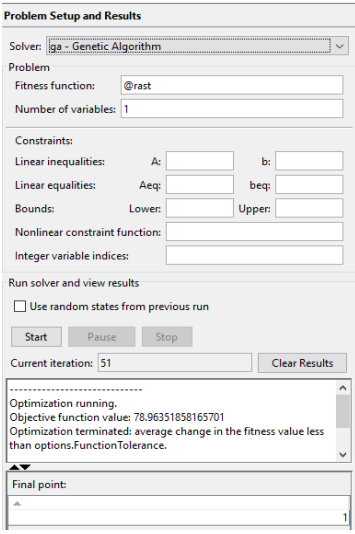 Problem Setup and Results
Solver: ga - Genetic Algorithm
Problem
Fitness function: @rast
Number of variables: 1
Constraints:
Linear inequalities: A: b:
Linear equalities: Aeq: beq:
Bounds: Lower: Upper:
Nonlinear constraint function:
Integer variable indices:
Run solver and view results
Use random states from previous run
Start Pause Stop
Current iteration: 51 Clear Results
-----------------------------
Optimization running.
Objective function value: 78.96351858165701
Optimization terminated: average change in the fitness value less
than options.FunctionTolerance.
Final point:
1